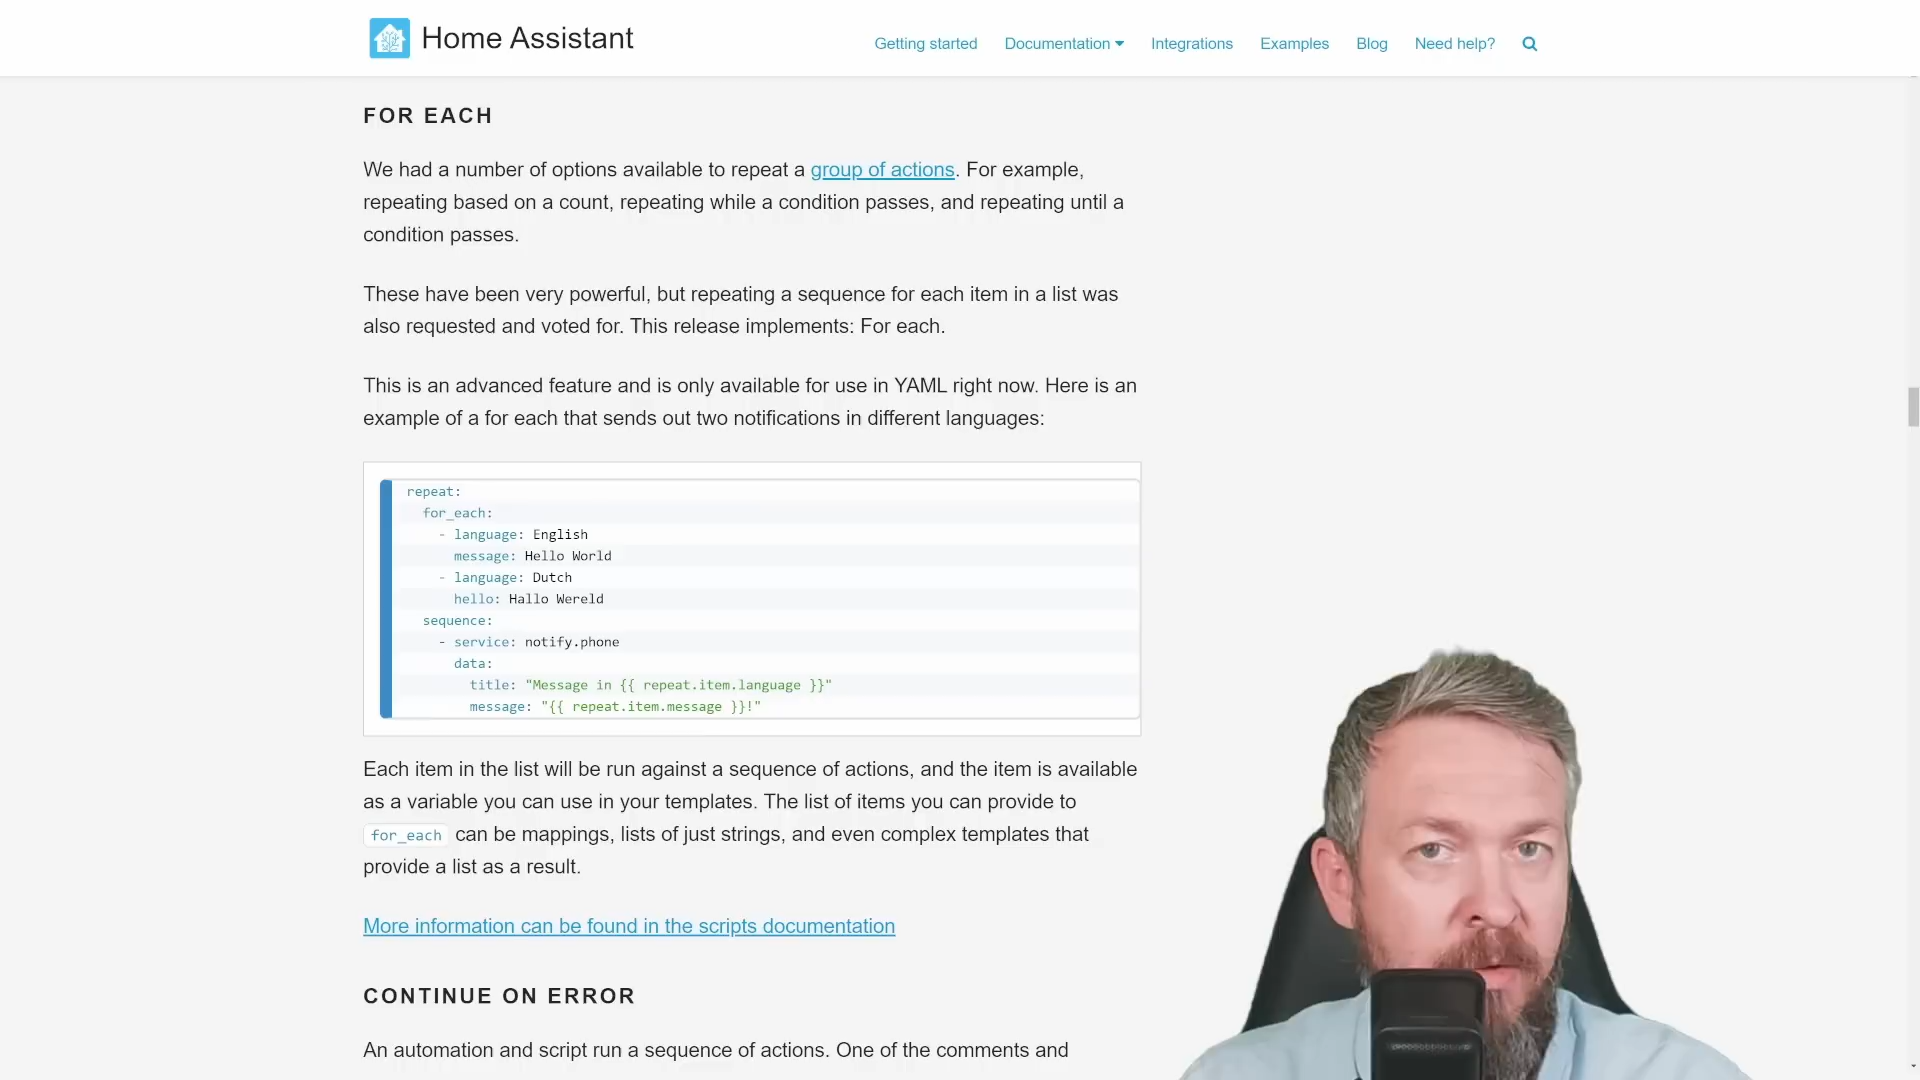 Home Assistant
Getting started
Documentation
Integrations
Examples
Blog
Need help?
FOR EACH
We had a number of options available to repeat a group of actions. For example,
repeating based on a count, repeating while a condition passes, and repeating until a
condition passes.
These have been very powerful, but repeating a sequence for each item in a list was
also requested and voted for. This release implements: For each.
This is an advanced feature and is only available for use in YAML right now. Here is an
example of a for each that sends out two notifications in different languages:
repeat:
for_each:
- language: English
message: Hello World
- language: Dutch
hello: Hallo Wereld
sequence:
- service: notify.phone
data:
title: "Message in {{ repeat.item.language }}"
message: "{{ repeat.item.message }}!"
Each item in the list will be run against a sequence of actions, and the item is available
as a variable you can use in your templates. The list of items you can provide to
for_each can be mappings, lists of just strings, and even complex templates that
provide a list as a result.
More information can be found in the scripts documentation
CONTINUE ON ERROR
An automation and script run a sequence of actions. One of the comments and